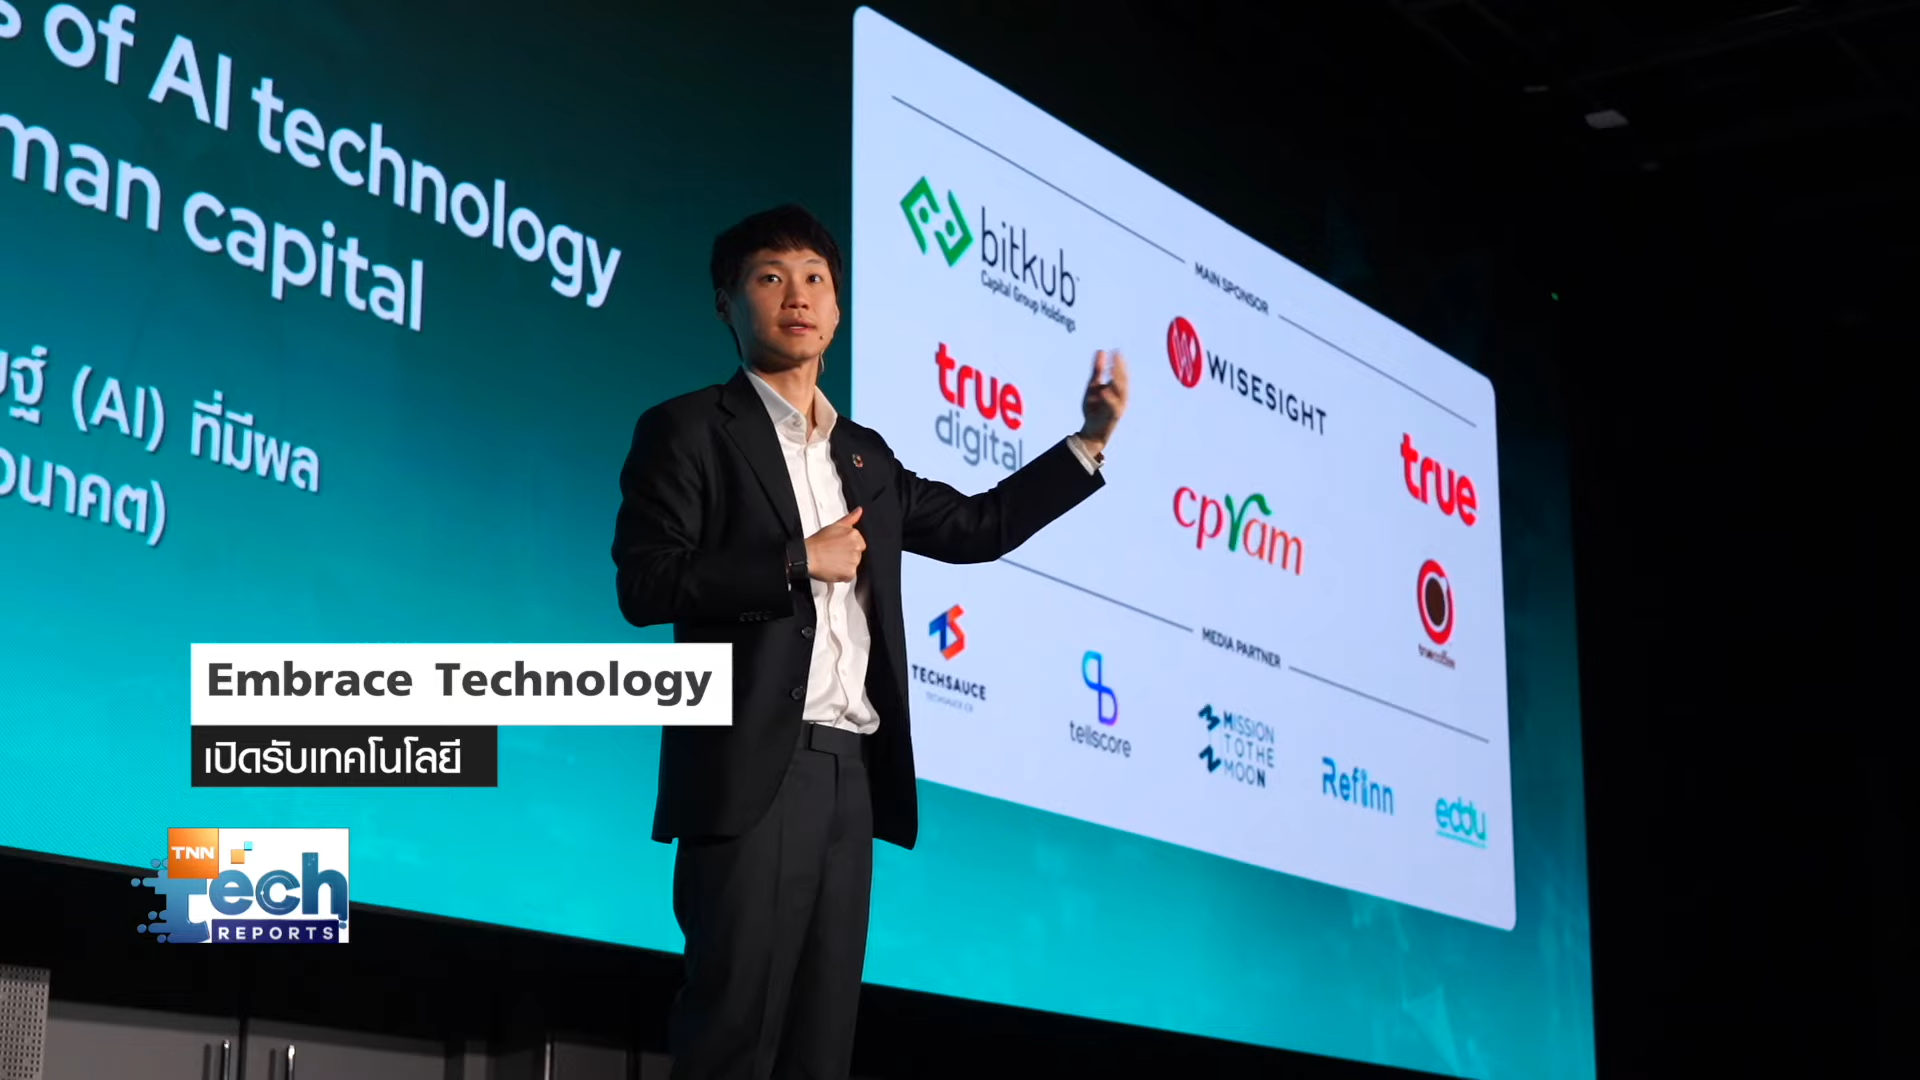 of AI technology
man capital
(AI) ที่มีผล
อนาคต)
MAIN SPONSOR
bitkub
Capital Group Holdings
WISESIGHT
true
digital
cpram
true
truecoffee
MEDIA PARTNER
TECHSAUCE
tellscore
MISSION
TO THE
MOON
Refinn
eddu
Embrace Technology
เปิดรับเทคโนโลยี
TNN
Tech
REPORTS